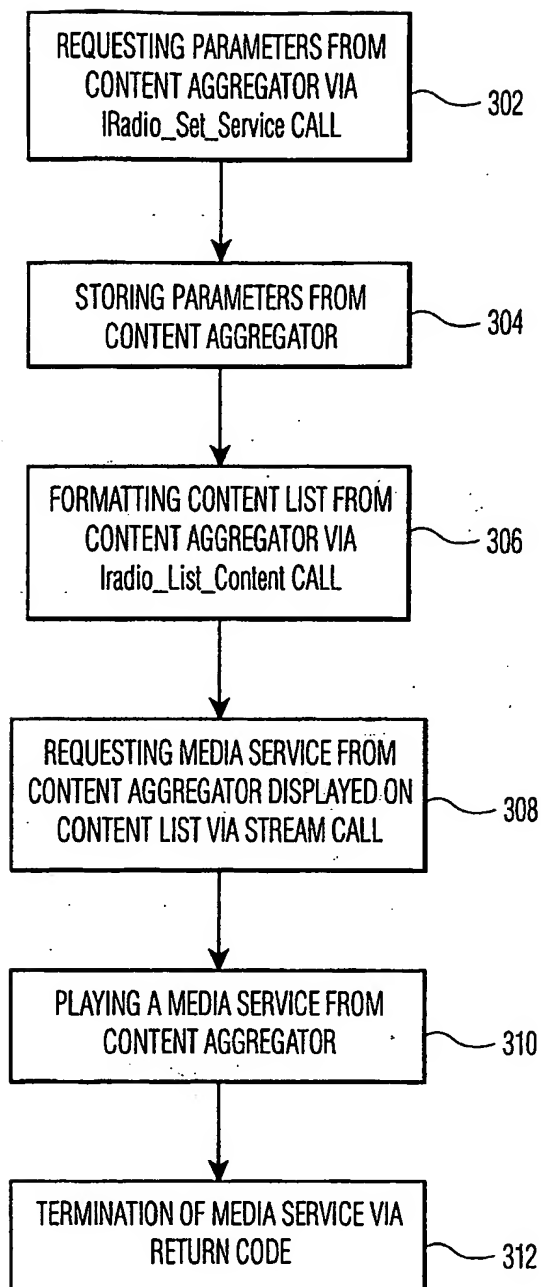 REQUESTING PARAMETERS FROM
CONTENT AGGREGATOR VIA
IRadio_Set_Service CALL
302
STORING PARAMETERS FROM
CONTENT AGGREGATOR
304
FORMATTING CONTENT LIST FROM
CONTENT AGGREGATOR VIA
Iradio_List_Content CALL
306
REQUESTING MEDIA SERVICE FROM
CONTENT AGGREGATOR DISPLAYED ON
CONTENT LIST VIA STREAM CALL
308
PLAYING A MEDIA SERVICE FROM
CONTENT AGGREGATOR
310
TERMINATION OF MEDIA SERVICE VIA
RETURN CODE
312